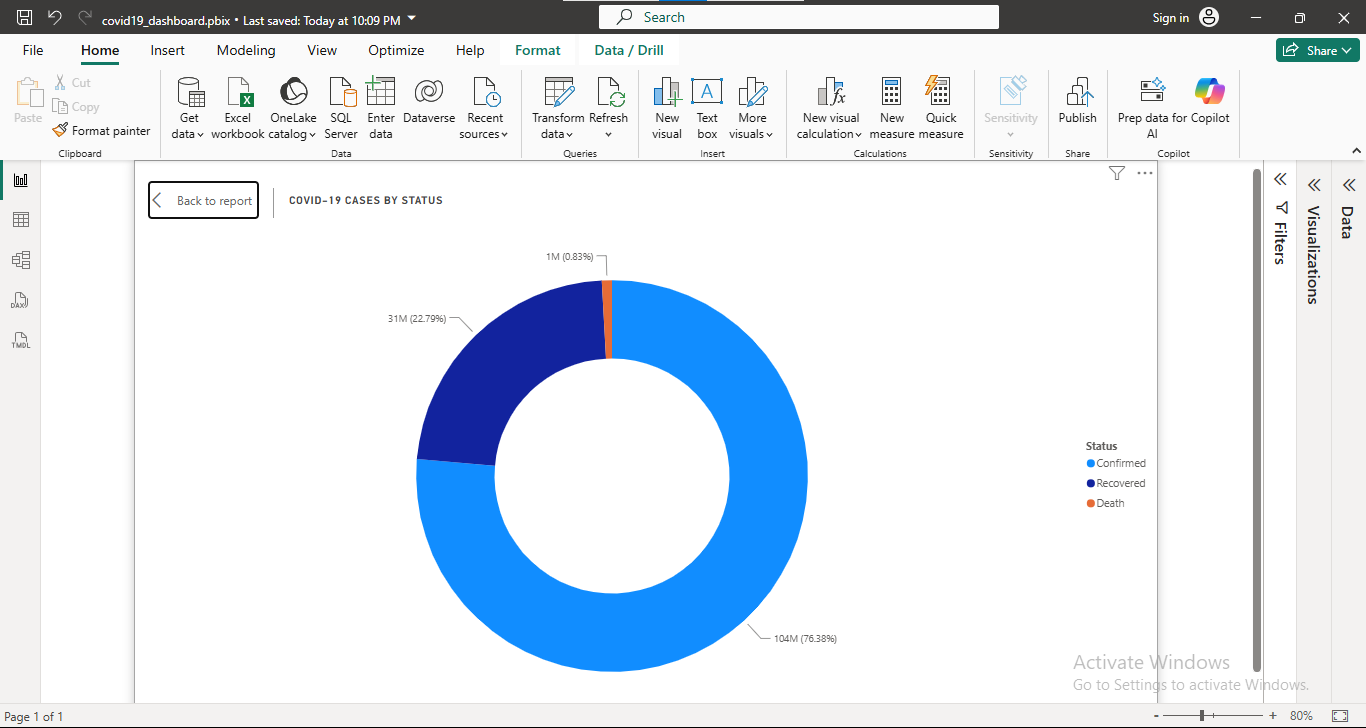 covid19_dashboard.pbix • Last saved: Today at 10:09 PM
Search
Sign in
File
Home
Insert
Modeling
View
Optimize
Help
Format
Data / Drill
Share
Paste
Cut
Copy
Format painter
Clipboard
Get data
Excel workbook
OneLake catalog
SQL Server
Enter data
Dataverse
Recent sources
Data
Transform data
Refresh
Queries
New visual
Text box
More visuals
Insert
New visual calculation
New measure
Quick measure
Calculations
Sensitivity
Sensitivity
Publish
Share
Prep data for AI
Copilot
Copilot
Back to report
COVID-19 CASES BY STATUS
1M (0.83%)
31M (22.79%)
104M (76.38%)
Status
Confirmed
Recovered
Death
Filters
Visualizations
Data
DAX
TMDL
Activate Windows
Go to Settings to activate Windows.
Page 1 of 1
- + 80%